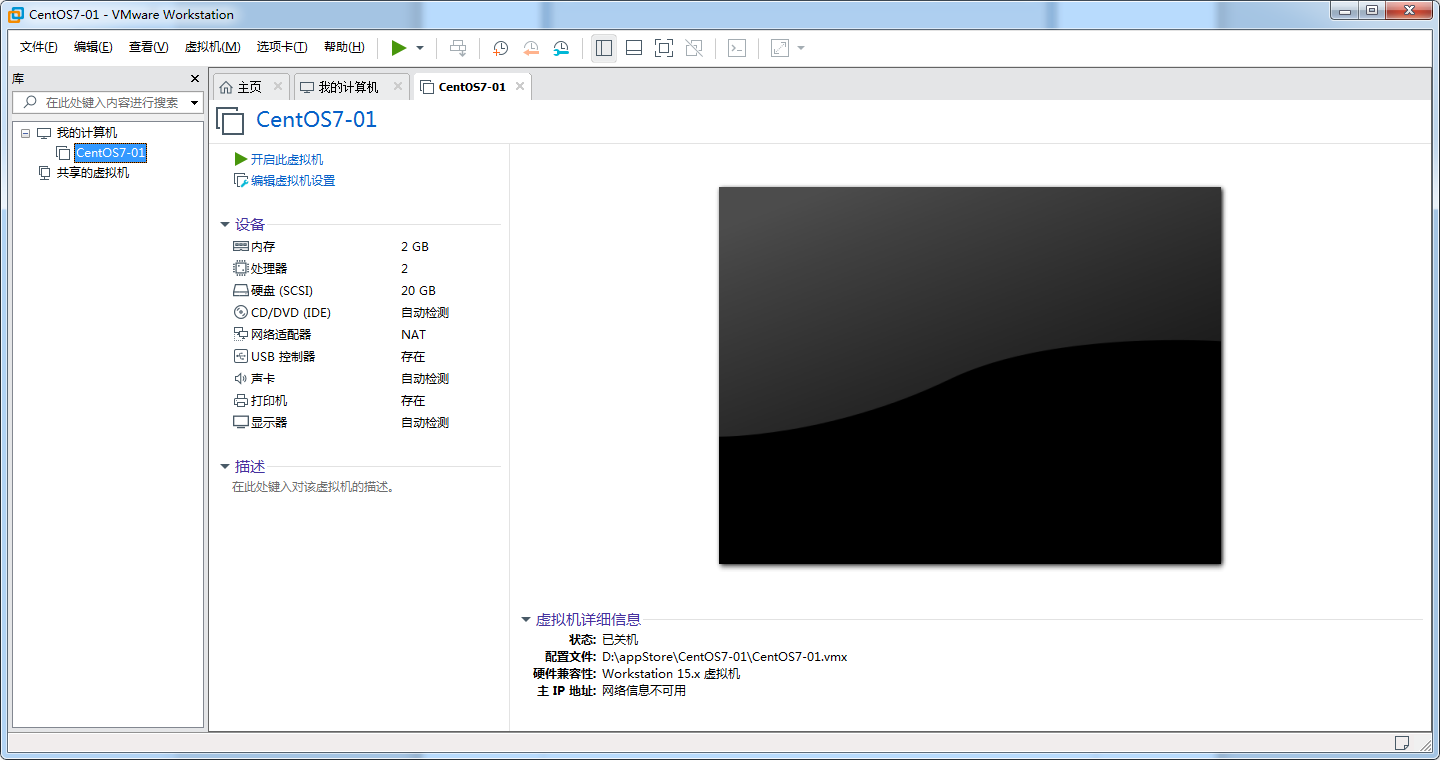 CentOS7-01 - VMware Workstation
文件(F) 编辑(E) 查看(V) 虚拟机(M) 选项卡(T) 帮助(H)
库
在此处键入内容进行搜索
我的计算机
CentOS7-01
共享的虚拟机
主页 我的计算机 CentOS7-01
CentOS7-01
开启此虚拟机
编辑虚拟机设置
设备
内存 2 GB
处理器 2
硬盘 (SCSI) 20 GB
CD/DVD (IDE) 自动检测
网络适配器 NAT
USB 控制器 存在
声卡 自动检测
打印机 存在
显示器 自动检测
描述
在此处键入对该虚拟机的描述。
虚拟机详细信息
状态: 已关机
配置文件: D:\appStore\CentOS7-01\CentOS7-01.vmx
硬件兼容性: Workstation 15.x 虚拟机
主 IP 地址: 网络信息不可用